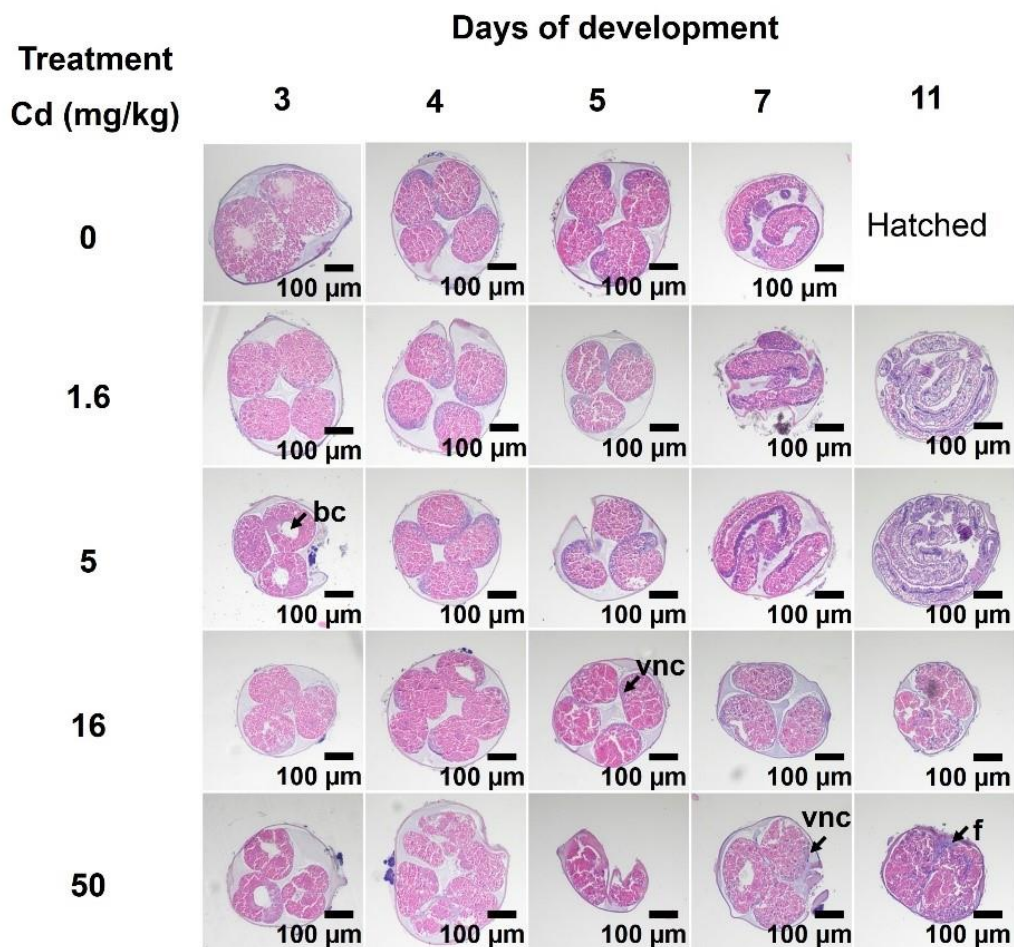 Days of development
Treatment
Cd (mg/kg)
3 4 5 7 11
0
Hatched
100 µm 100 µm 100 µm 100 µm
1.6
100 µm 100 µm 100 µm 100 µm 100 µm
5
bc
100 µm 100 µm 100 µm 100 µm 100 µm
16
vnc
100 µm 100 µm 100 µm 100 µm 100 µm
50
vnc f
100 µm 100 µm 100 µm 100 µm 100 µm